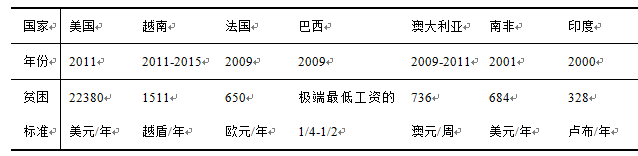 国家 美国 越南 法国 巴西 澳大利亚 南非 印度
年份 2011 2011-2015 2009 2009 2009-2011 2001 2000
贫困 22380 1511 650 极端最低工资的 736 684 328
标准 美元/年 越盾/年 欧元/年 1/4-1/2 澳元/周 美元/年 卢布/年